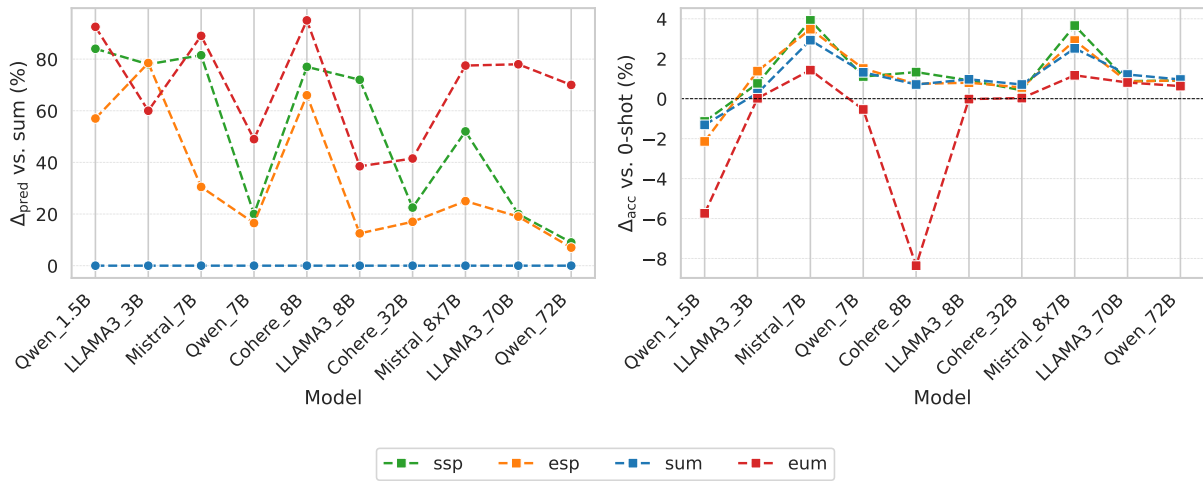 Δpred vs. sum (%)
80
60
40
20
0
Qwen_1.5B
LLAMA3_3B
Mistral_7B
Qwen_7B
Cohere_8B
LLAMA3_8B
Cohere_32B
Mistral_8x7B
LLAMA3_70B
Qwen_72B
Model
Δacc vs. 0-shot (%)
4
2
0
−2
−4
−6
−8
Qwen_1.5B
LLAMA3_3B
Mistral_7B
Qwen_7B
Cohere_8B
LLAMA3_8B
Cohere_32B
Mistral_8x7B
LLAMA3_70B
Qwen_72B
Model
ssp esp sum eum